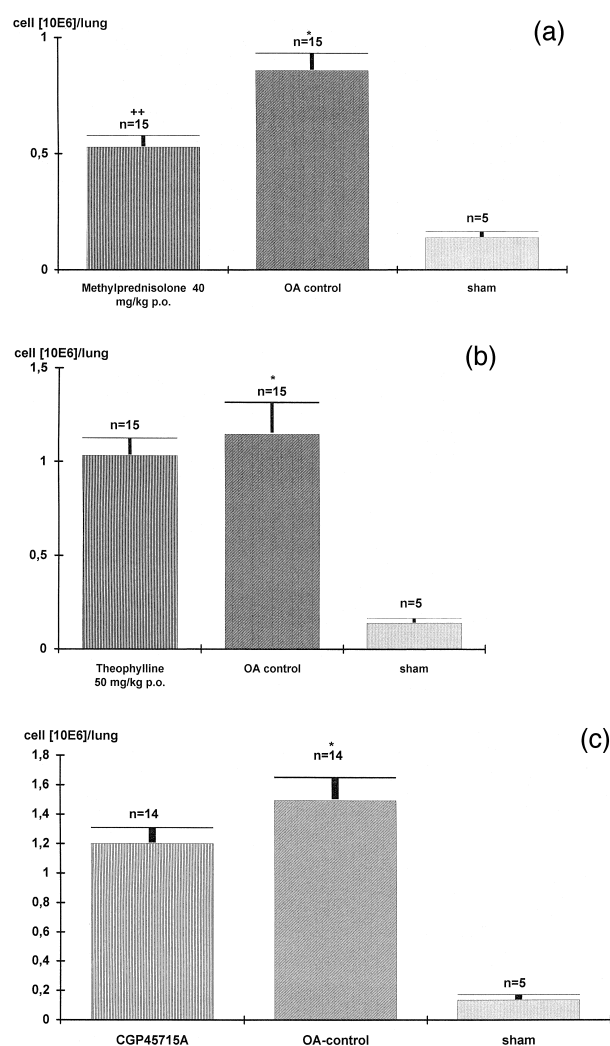 cell [10E6]/lung
(a)
1
*
n=15
++
n=15
0,5
n=5
0
Methylprednisolone 40
mg/kg p.o.
OA control
sham
cell [10E6]/lung
(b)
1,5
*
n=15
n=15
1
0,5
n=5
0
Theophylline
50 mg/kg p.o.
OA control
sham
cell [10E6]/lung
(c)
1,8
*
n=14
1,6
1,4
n=14
1,2
1
0,8
0,6
0,4
n=5
0,2
0
CGP45715A
OA-control
sham